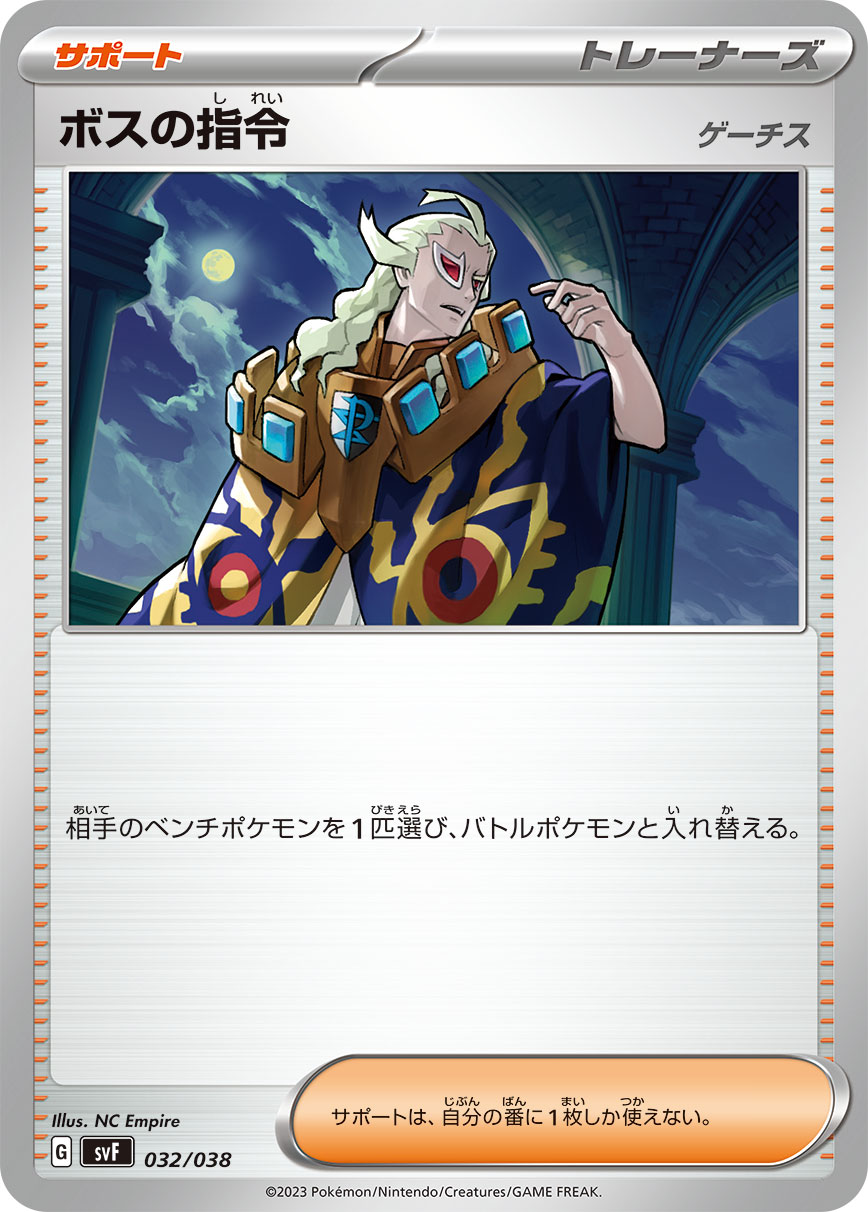 サポート
トレーナーズ
しれい
ボスの指令
ゲーチス
あいて びきえら い か
相手のベンチポケモンを1匹選び、バトルポケモンと入れ替える。
じぶん ばん まい つか
サポートは、自分の番に1枚しか使えない。
Illus. NC Empire
G svF 032/038
©2023 Pokémon/Nintendo/Creatures/GAME FREAK.